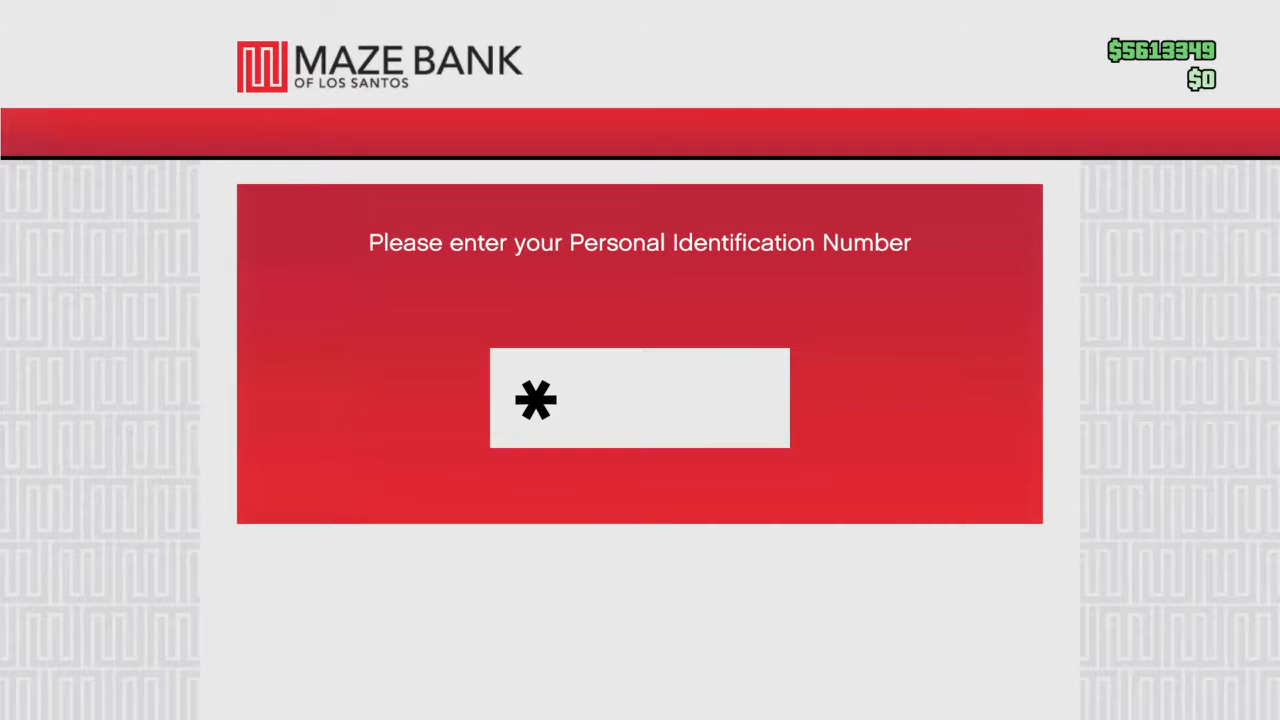 MAZE BANK
OF LOS SANTOS
$5613349
$0
Please enter your Personal Identification Number
*